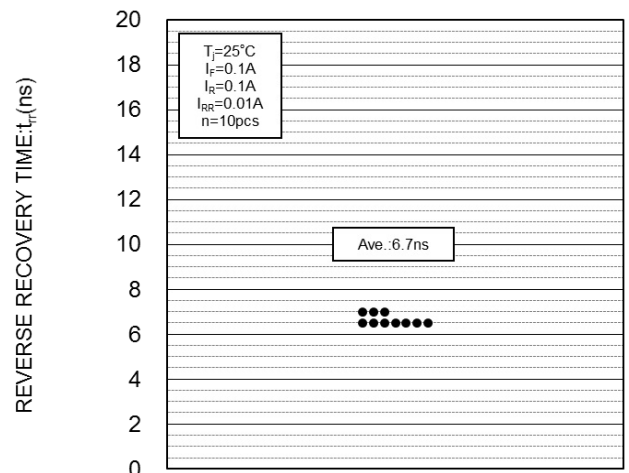 REVERSE RECOVERY TIME:trr(ns)
20
18
16
14
12
10
8
6
4
2
0
Tj=25°C
IF=0.1A
IR=0.1A
IRR=0.01A
n=10pcs
Ave.:6.7ns